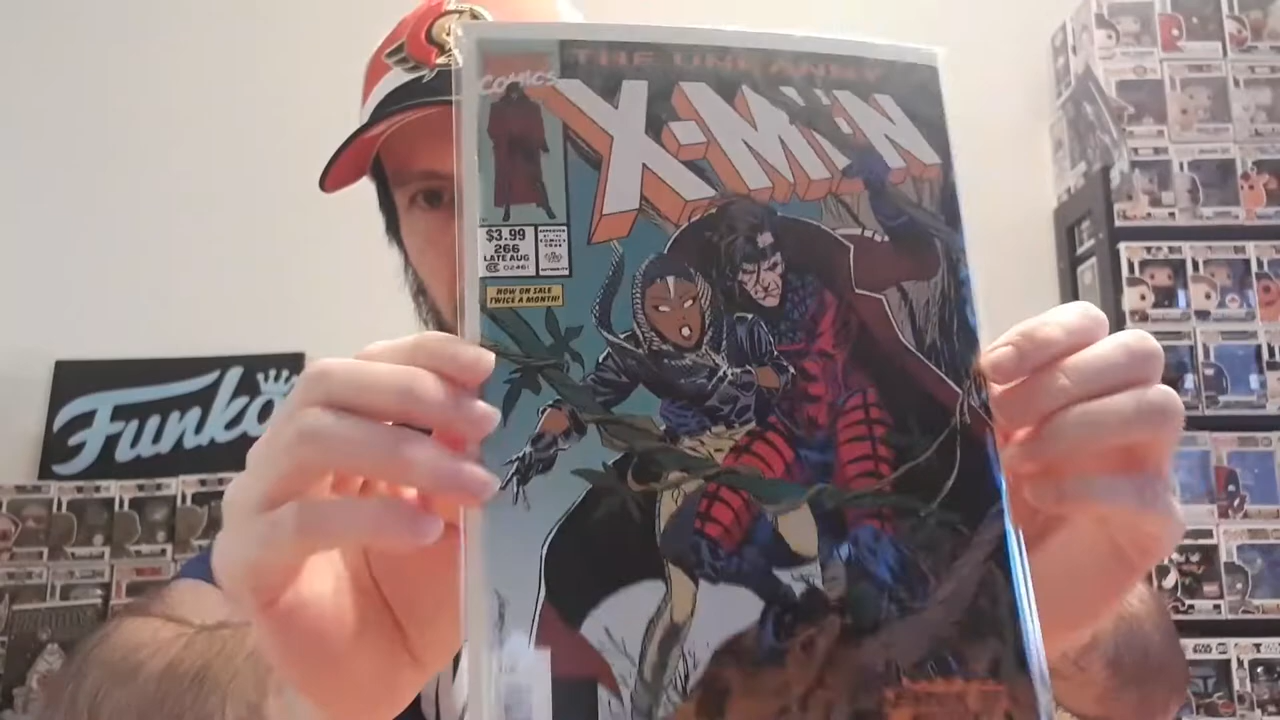 THE UNCANNY
COMICS
X-MEN
$3.99
266
LATE AUG
02461
APPROVED
BY THE
COMICS
CODE
AUTHORITY
NOW ON SALE
TWICE A MONTH!
Funko